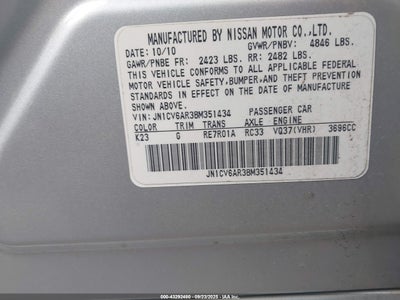 MANUFACTURED BY NISSAN MOTOR CO.,LTD.
DATE: 10/10 GVWR/PNBV: 4846 LBS.
GAWR/PNBE FR: 2423 LBS. RR: 2482 LBS.
THIS VEHICLE CONFORMS TO ALL APPLICABLE FEDERAL
MOTOR VEHICLE SAFETY, BUMPER,AND THEFT PREVENTION
STANDARDS IN EFFECT ON THE DATE OF MANUFACTURE
SHOWN ABOVE.
VIN: JN1CV6AR3BM351434 PASSENGER CAR
COLOR TRIM TRANS AXLE ENGINE
K23 G RE7R01A RC33 VQ37(VHR) 3696CC
JN1CV6AR3BM351434
000-43292490 - 09/23/2025 - IAAI.COM